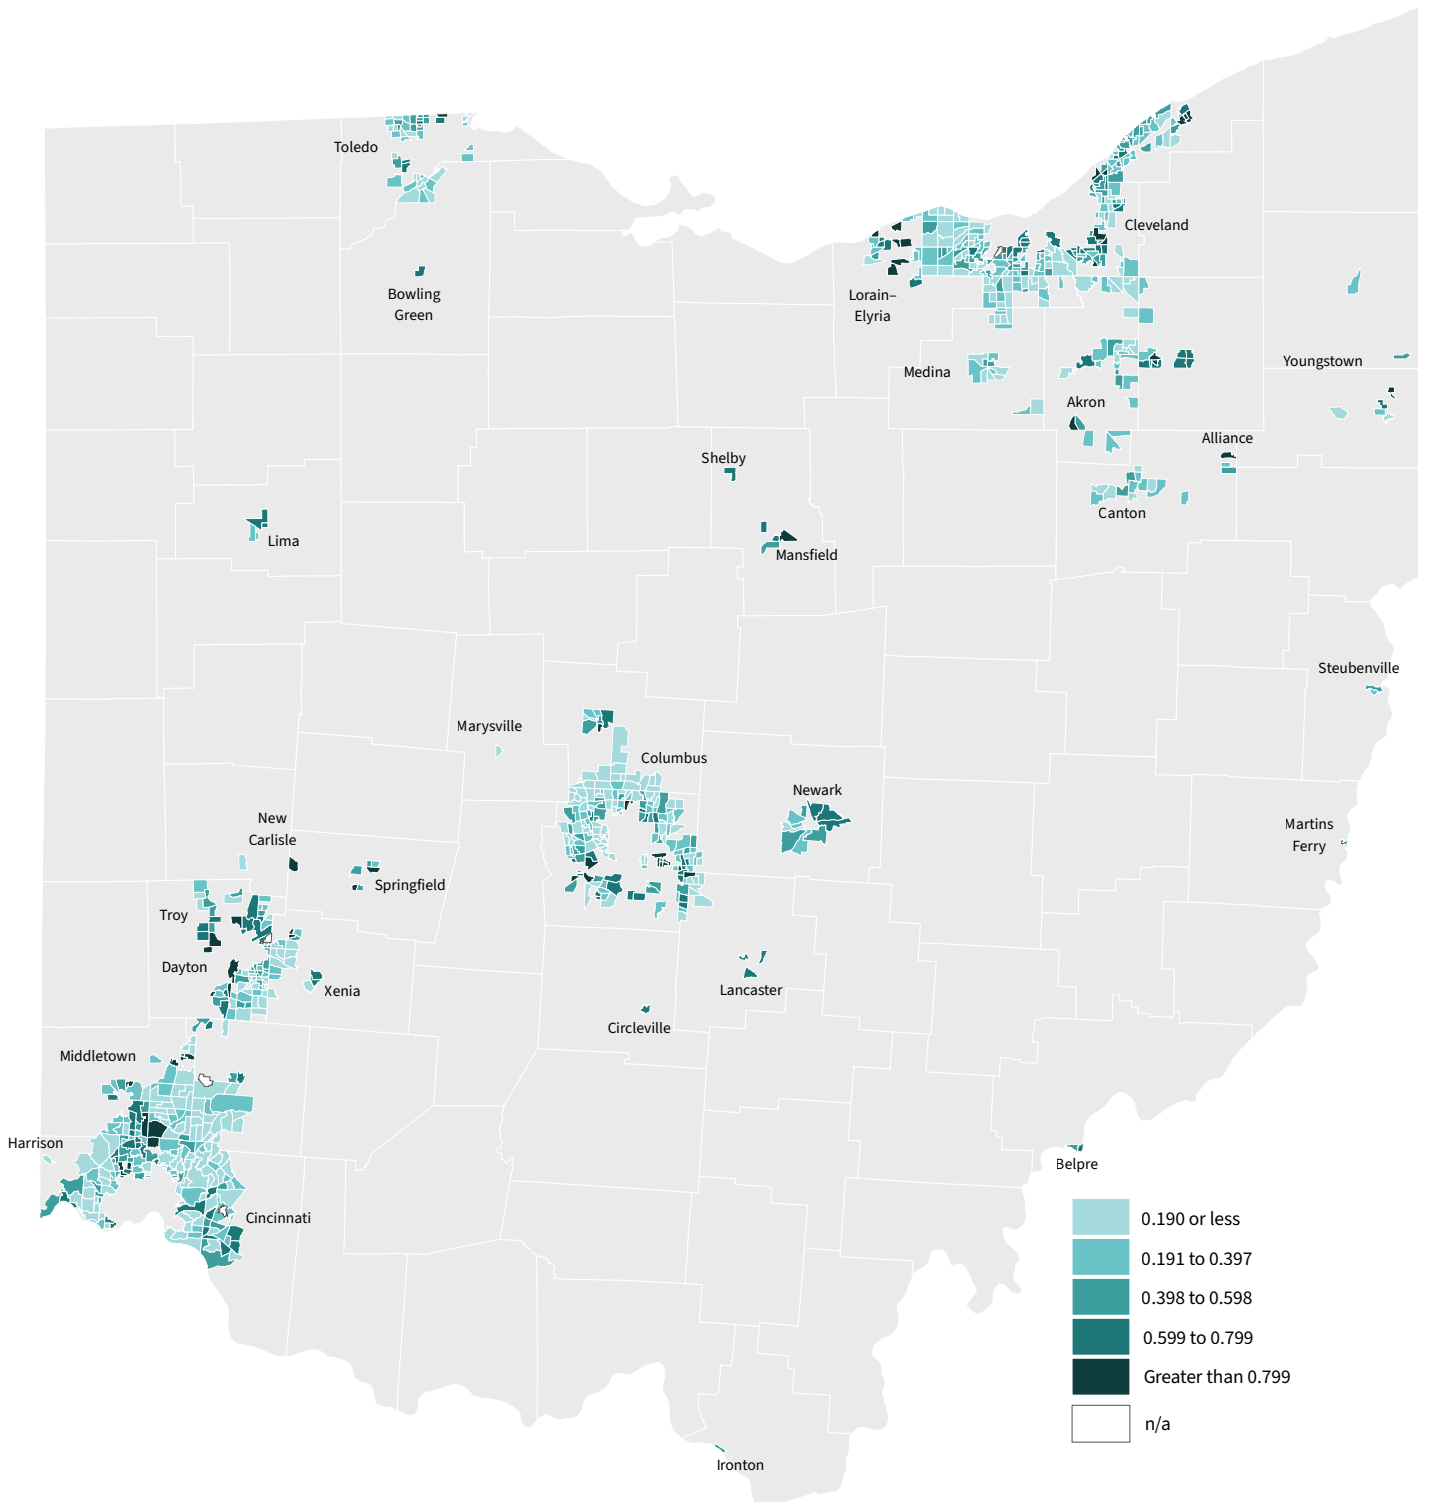 Toledo
Cleveland
Bowling
Green
Lorain–
Elyria
Medina
Youngstown
Akron
Alliance
Shelby
Canton
Lima
Mansfield
Steubenville
Marysville
Columbus
Newark
New
Carlisle
Martins
Ferry
Springfield
Troy
Dayton
Xenia
Lancaster
Circleville
Middletown
Harrison
Belpre
Cincinnati
0.190 or less
0.191 to 0.397
0.398 to 0.598
0.599 to 0.799
Greater than 0.799
n/a
Ironton